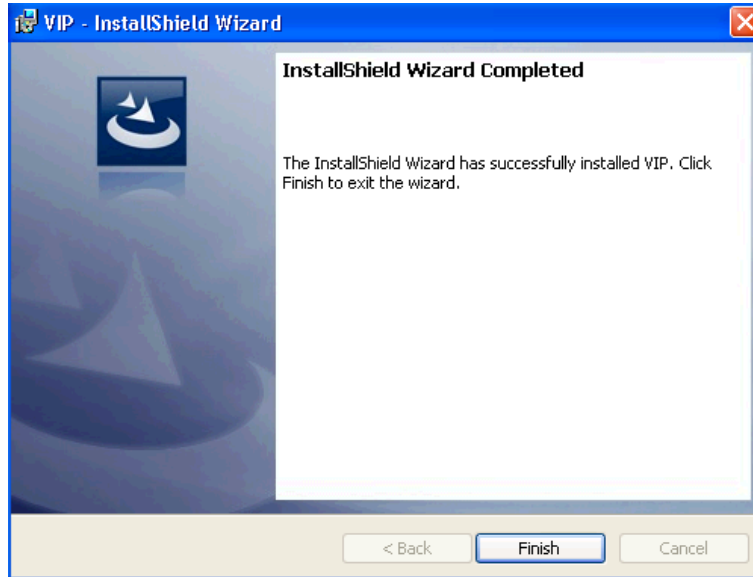 VIP - InstallShield Wizard
InstallShield Wizard Completed
The InstallShield Wizard has successfully installed VIP. Click
Finish to exit the wizard.
< Back
Finish
Cancel